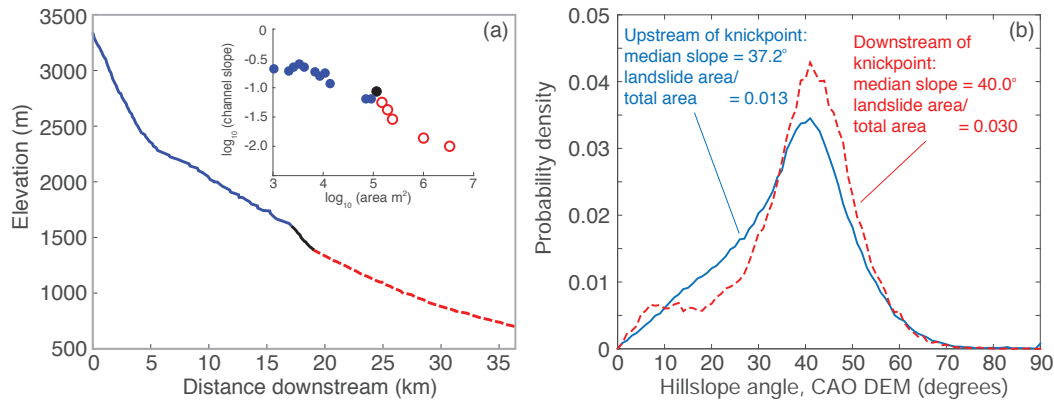 (a)
3500
3000
2500
2000
1500
1000
500
Elevation (m)
0
5
10
15
20
25
30
35
Distance downstream (km)
0
-0.5
-1.0
-1.5
-2.0
log10 (channel slope)
3
4
5
6
7
log10 (area m2)
(b)
Upstream of knickpoint:
median slope = 37.2°
landslide area/
total area = 0.013
Downstream of
knickpoint:
median slope = 40.0°
landslide area/
total area = 0.030
0.05
0.04
0.03
0.02
0.01
0
Probability density
0
10
20
30
40
50
60
70
80
90
Hillslope angle, CAO DEM (degrees)